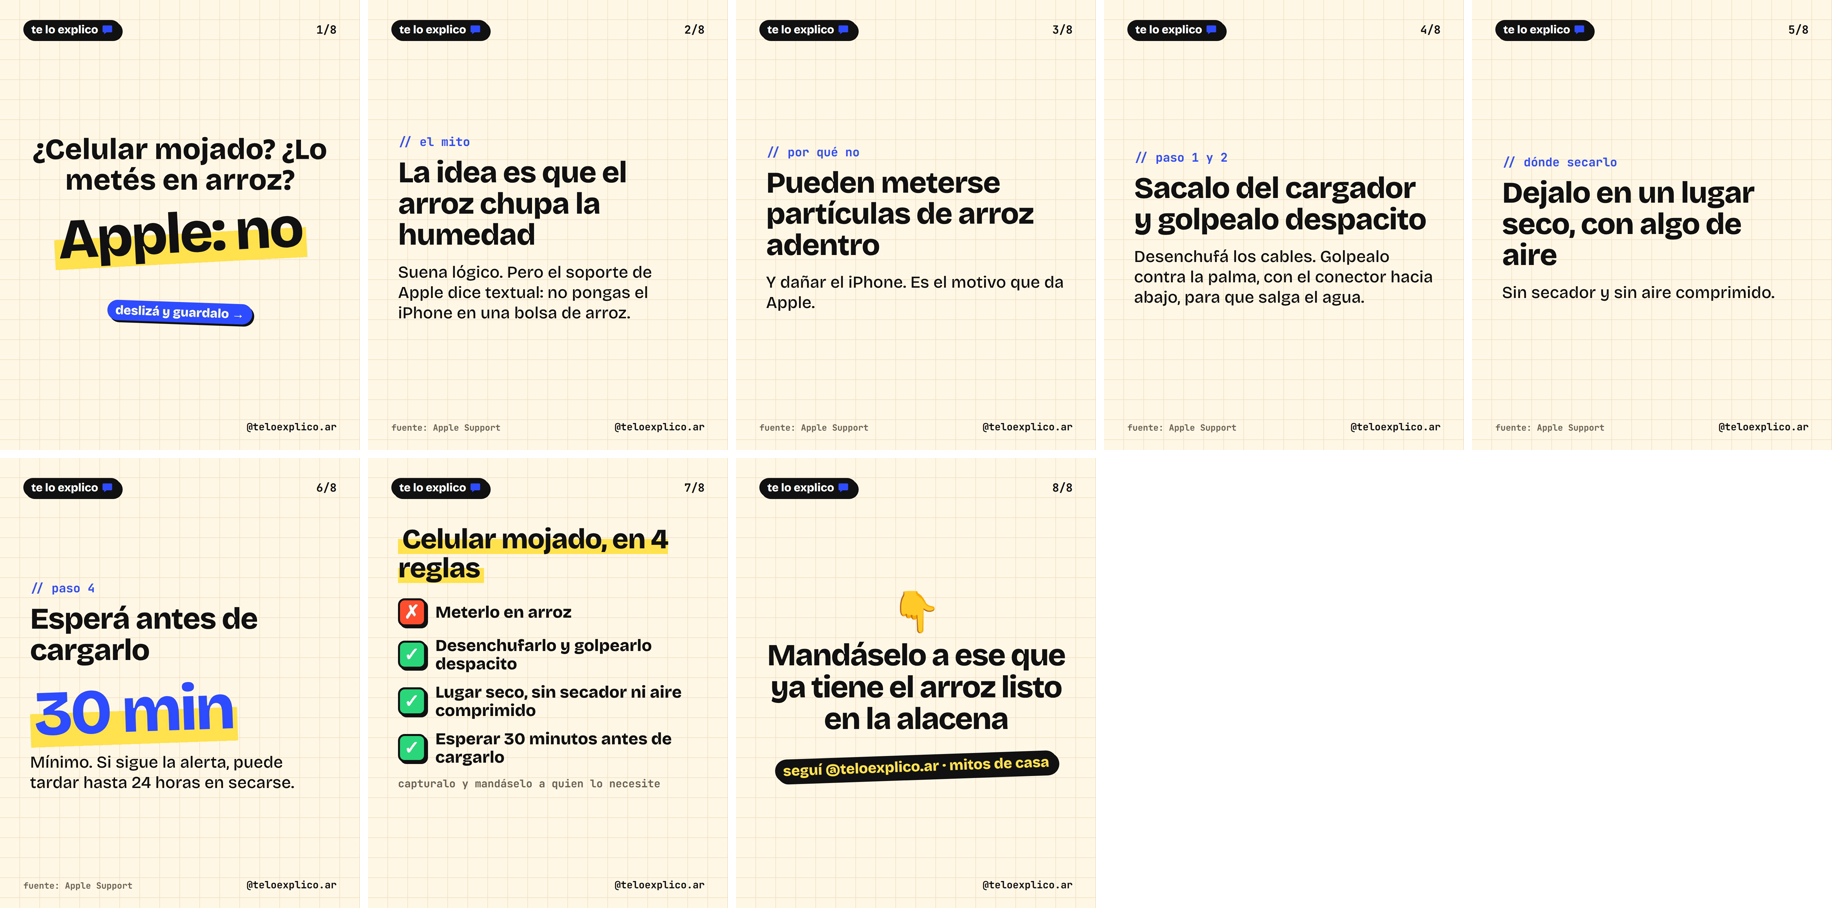 te lo explico
1/8
¿Celular mojado? ¿Lo
metés en arroz?
Apple: no
deslizá y guardalo →
@teloexplico.ar
te lo explico
2/8
// el mito
La idea es que el
arroz chupa la
humedad
Suena lógico. Pero el soporte de
Apple dice textual: no pongas el
iPhone en una bolsa de arroz.
fuente: Apple Support
@teloexplico.ar
te lo explico
3/8
// por qué no
Pueden meterse
partículas de arroz
adentro
Y dañar el iPhone. Es el motivo que da
Apple.
fuente: Apple Support
@teloexplico.ar
te lo explico
4/8
// paso 1 y 2
Sacalo del cargador
y golpealo despacito
Desenchufá los cables. Golpealo
contra la palma, con el conector hacia
abajo, para que salga el agua.
fuente: Apple Support
@teloexplico.ar
te lo explico
5/8
// dónde secarlo
Dejalo en un lugar
seco, con algo de
aire
Sin secador y sin aire comprimido.
fuente: Apple Support
@teloexplico.ar
te lo explico
6/8
// paso 4
Esperá antes de
cargarlo
30 min
Mínimo. Si sigue la alerta, puede
tardar hasta 24 horas en secarse.
fuente: Apple Support
@teloexplico.ar
te lo explico
7/8
Celular mojado, en 4
reglas
✗ Meterlo en arroz
✓ Desenchufarlo y golpearlo
despacito
✓ Lugar seco, sin secador ni aire
comprimido
✓ Esperar 30 minutos antes de
cargarlo
capturalo y mandáselo a quien lo necesite
@teloexplico.ar
te lo explico
8/8
Mandáselo a ese que
ya tiene el arroz listo
en la alacena
seguí @teloexplico.ar · mitos de casa
@teloexplico.ar